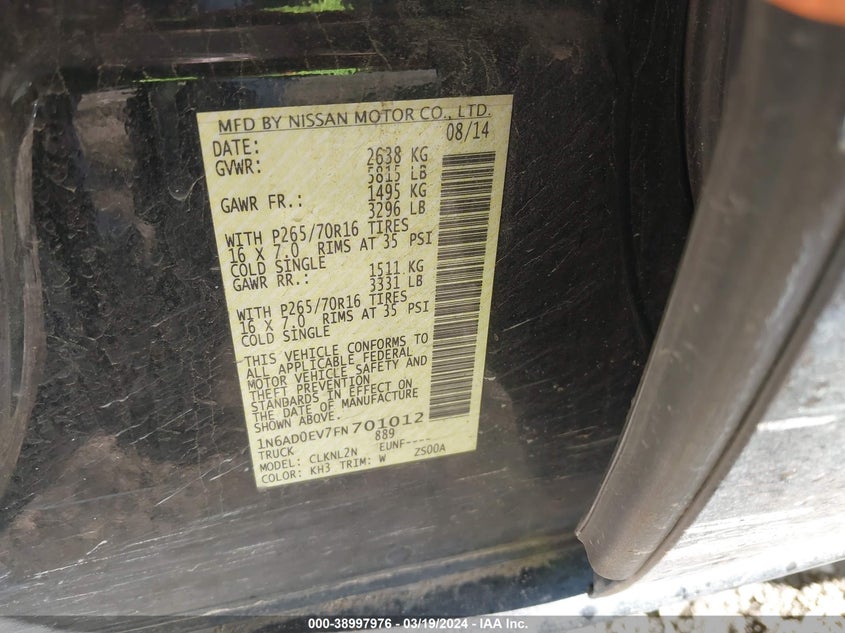 MFD BY NISSAN MOTOR CO., LTD.
DATE: 08/14
GVWR: 2638 KG
5815 LB
GAWR FR.: 1495 KG
3296 LB
WITH P265/70R16 TIRES
16 X 7.0 RIMS AT 35 PSI
COLD SINGLE
GAWR RR.: 1511 KG
3331 LB
WITH P265/70R16 TIRES
16 X 7.0 RIMS AT 35 PSI
COLD SINGLE
THIS VEHICLE CONFORMS TO
ALL APPLICABLE FEDERAL
MOTOR VEHICLE SAFETY AND
THEFT PREVENTION
STANDARDS IN EFFECT ON
THE DATE OF MANUFACTURE
SHOWN ABOVE.
1N6AD0EV7FN701012
TRUCK 889
MODEL: CLKNL2N EUNF----
COLOR: KH3 TRIM: W ZS00A
000-38997976 - 03/19/2024 - IAA Inc.